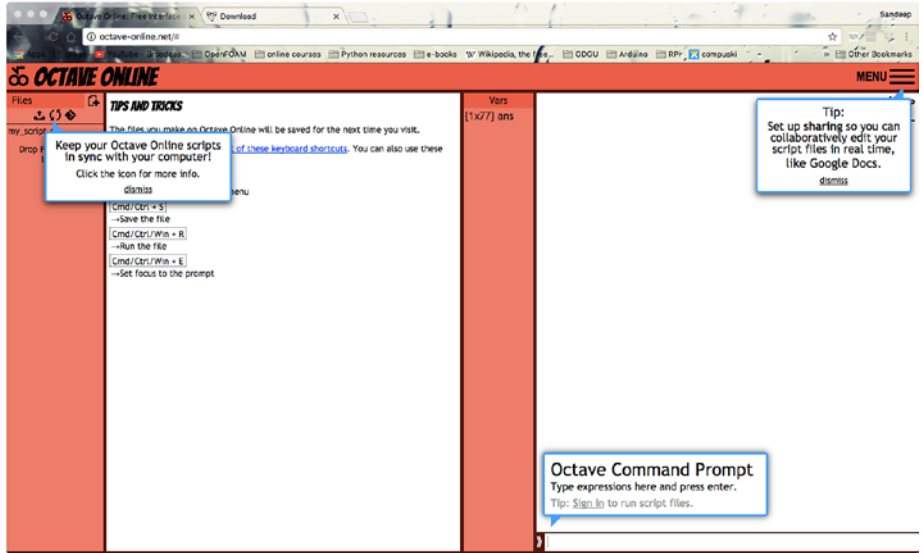 Octave Online: Free Interface
Download
Sandeep
octave-online.net/#
Apps
YouTube - Broadcas..
OpenFOAM
online courses
Python resources
e-books
W Wikipedia, the free..
GDOU
Arduino
RPi
compuski
Other Bookmarks
OCTAVE ONLINE
MENU
Files
my_script
Drop F
Keep your Octave Online scripts
in sync with your computer!
Click the icon for more info.
dismiss
TIPS AND TRICKS
The files you make on Octave Online will be saved for the next time you visit.
of these keyboard shortcuts. You can also use these
enu
Cmd/Ctrl + S
→Save the file
Cmd/Ctrl/Win + R
→Run the file
Cmd/Ctrl/Win + E
→Set focus to the prompt
Vars
{1x77} ans
Tip:
Set up sharing so you can
collaboratively edit your
script files in real time,
like Google Docs.
dismiss
Octave Command Prompt
Type expressions here and press enter.
Tip: Sign in to run script files.